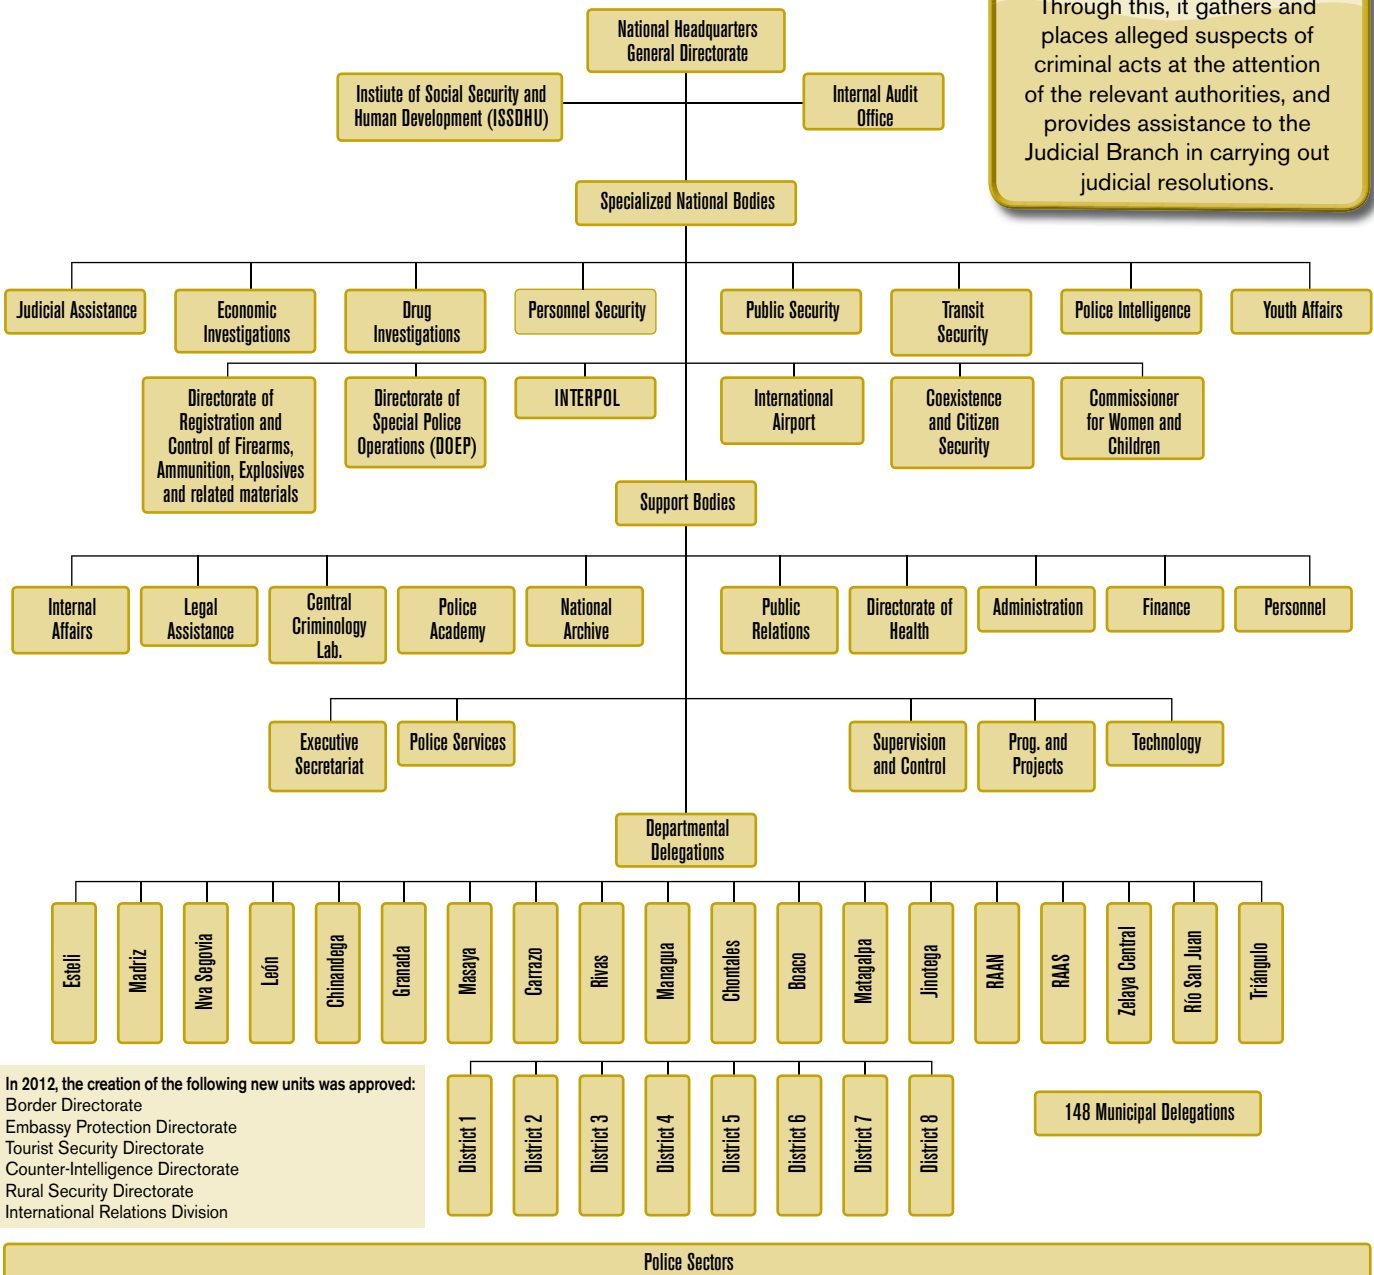 National Headquarters
General Directorate
Instiute of Social Security and
Human Development (ISSDHU)
Internal Audit
Office
Through this, it gathers and
places alleged suspects of
criminal acts at the attention
of the relevant authorities, and
provides assistance to the
Judicial Branch in carrying out
judicial resolutions.
Specialized National Bodies
Judicial Assistance
Economic
Investigations
Drug
Investigations
Personnel Security
Public Security
Transit
Security
Police Intelligence
Youth Affairs
Directorate of
Registration and
Control of Firearms,
Ammunition, Explosives
and related materials
Directorate of
Special Police
Operations (DOEP)
INTERPOL
International
Airport
Coexistence
and Citizen
Security
Commissioner
for Women and
Children
Support Bodies
Internal
Affairs
Legal
Assistance
Central
Criminology
Lab.
Police
Academy
National
Archive
Public
Relations
Directorate of
Health
Administration
Finance
Personnel
Executive
Secretariat
Police Services
Supervision
and Control
Prog. and
Projects
Technology
Departmental
Delegations
Estelí
Madriz
Nva Segovia
León
Chinandega
Granada
Masaya
Carrazo
Rivas
Managua
Chontales
Boaco
Matagalpa
Jinotega
RAAN
RAAS
Zelaya Central
Río San Juan
Triángulo
In 2012, the creation of the following new units was approved:
Border Directorate
Embassy Protection Directorate
Tourist Security Directorate
Counter-Intelligence Directorate
Rural Security Directorate
International Relations Division
District 1
District 2
District 3
District 4
District 5
District 6
District 7
District 8
148 Municipal Delegations
Police Sectors